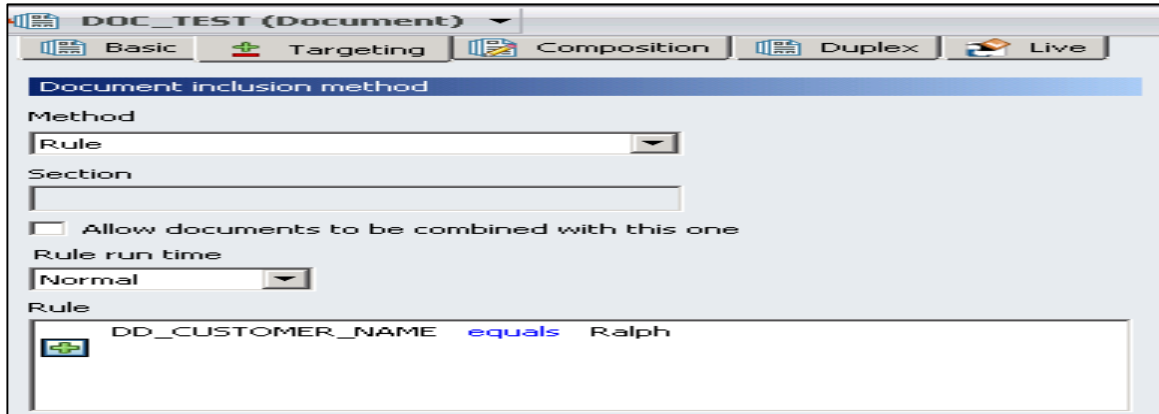 DOC_TEST (Document)
Basic Targeting Composition Duplex Live
Document inclusion method
Method
Rule
Section
Allow documents to be combined with this one
Rule run time
Normal
Rule
DD_CUSTOMER_NAME equals Ralph